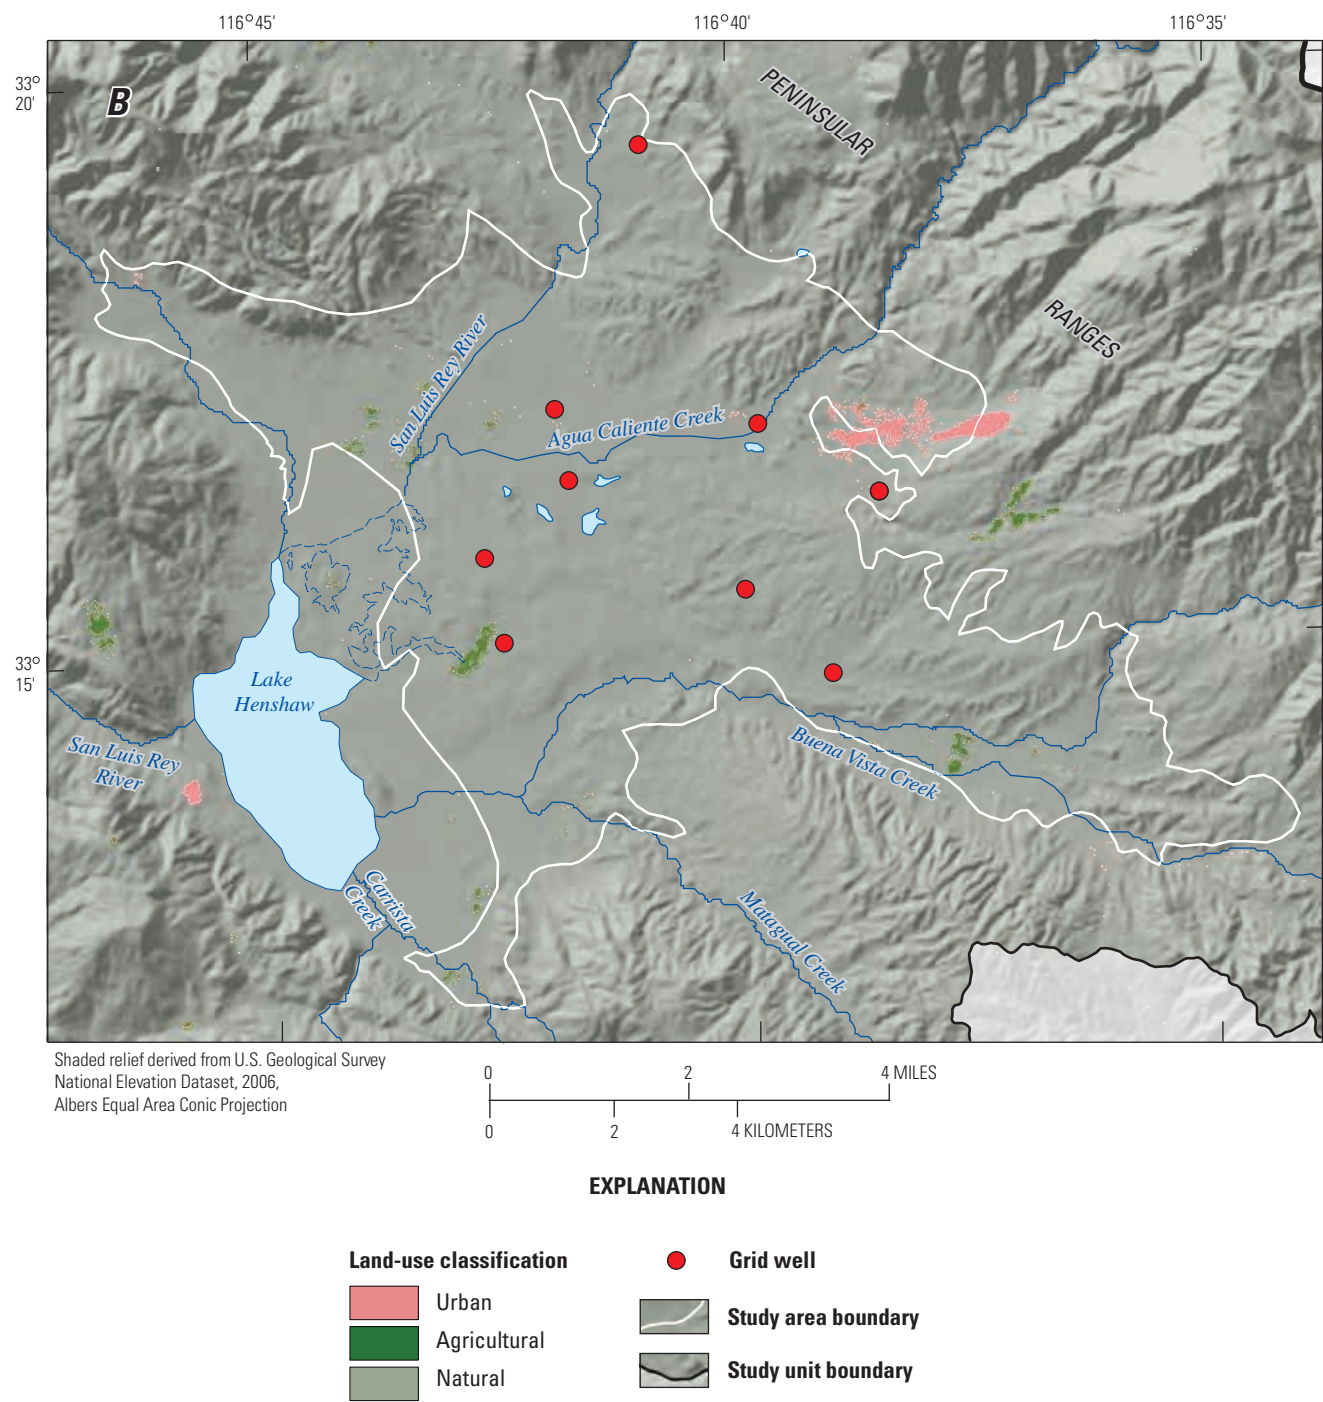 116°45'
116°40'
116°35'
33°
20'
B
PENINSULAR
RANGES
San Luis Rey River
Agua Caliente Creek
33°
15'
Lake
Henshaw
San Luis Rey
River
Buena Vista Creek
Carrista
Creek
Matagual Creek
Shaded relief derived from U.S. Geological Survey
National Elevation Dataset, 2006,
Albers Equal Area Conic Projection
0 2 4 MILES
0 2 4 KILOMETERS
EXPLANATION
Land-use classification
Urban
Agricultural
Natural
Grid well
Study area boundary
Study unit boundary